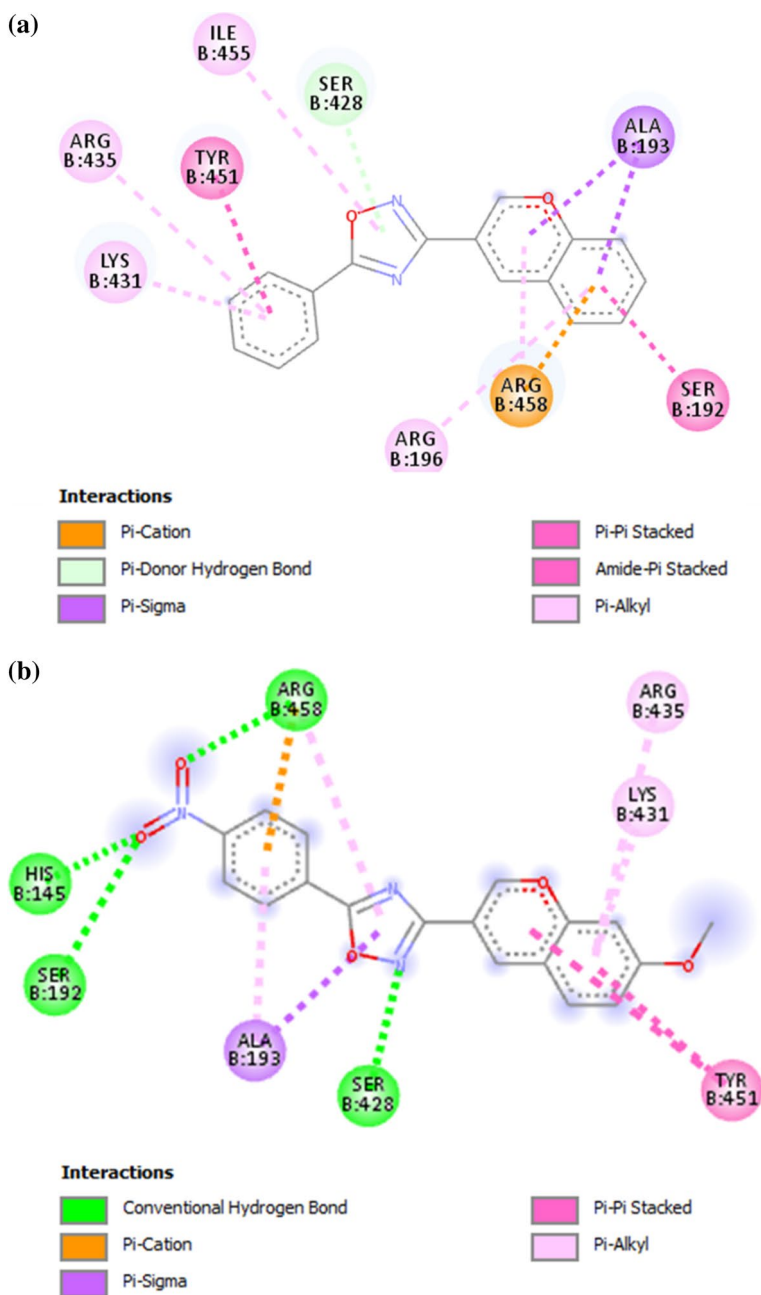 (a)
ILE
B:455
SER
B:428
ALA
B:193
ARG
B:435
TYR
B:451
LYS
B:431
O
N
N
O
ARG
B:458
SER
B:192
ARG
B:196
Interactions
Pi-Cation
Pi-Donor Hydrogen Bond
Pi-Sigma
Pi-Pi Stacked
Amide-Pi Stacked
Pi-Alkyl
(b)
ARG
B:458
ARG
B:435
LYS
B:431
O
N
O
HIS
B:145
SER
B:192
N
O
N
O
O
ALA
B:193
SER
B:428
TYR
B:451
Interactions
Conventional Hydrogen Bond
Pi-Cation
Pi-Sigma
Pi-Pi Stacked
Pi-Alkyl